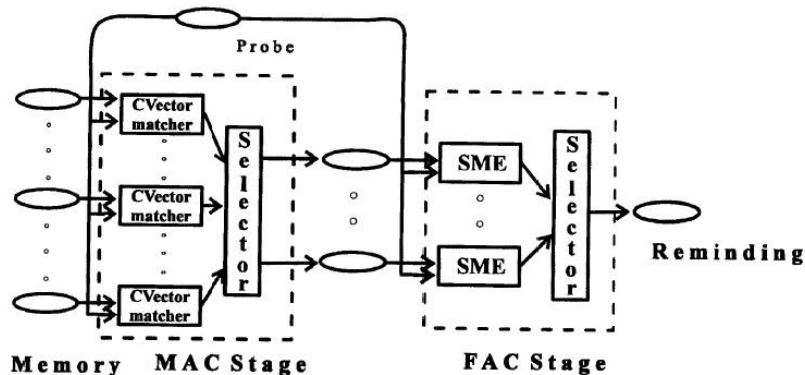 Probe
CVector
matcher
CVector
matcher
CVector
matcher
Selector
SME
SME
Selector
Reminding
Memory
MAC Stage
FAC Stage